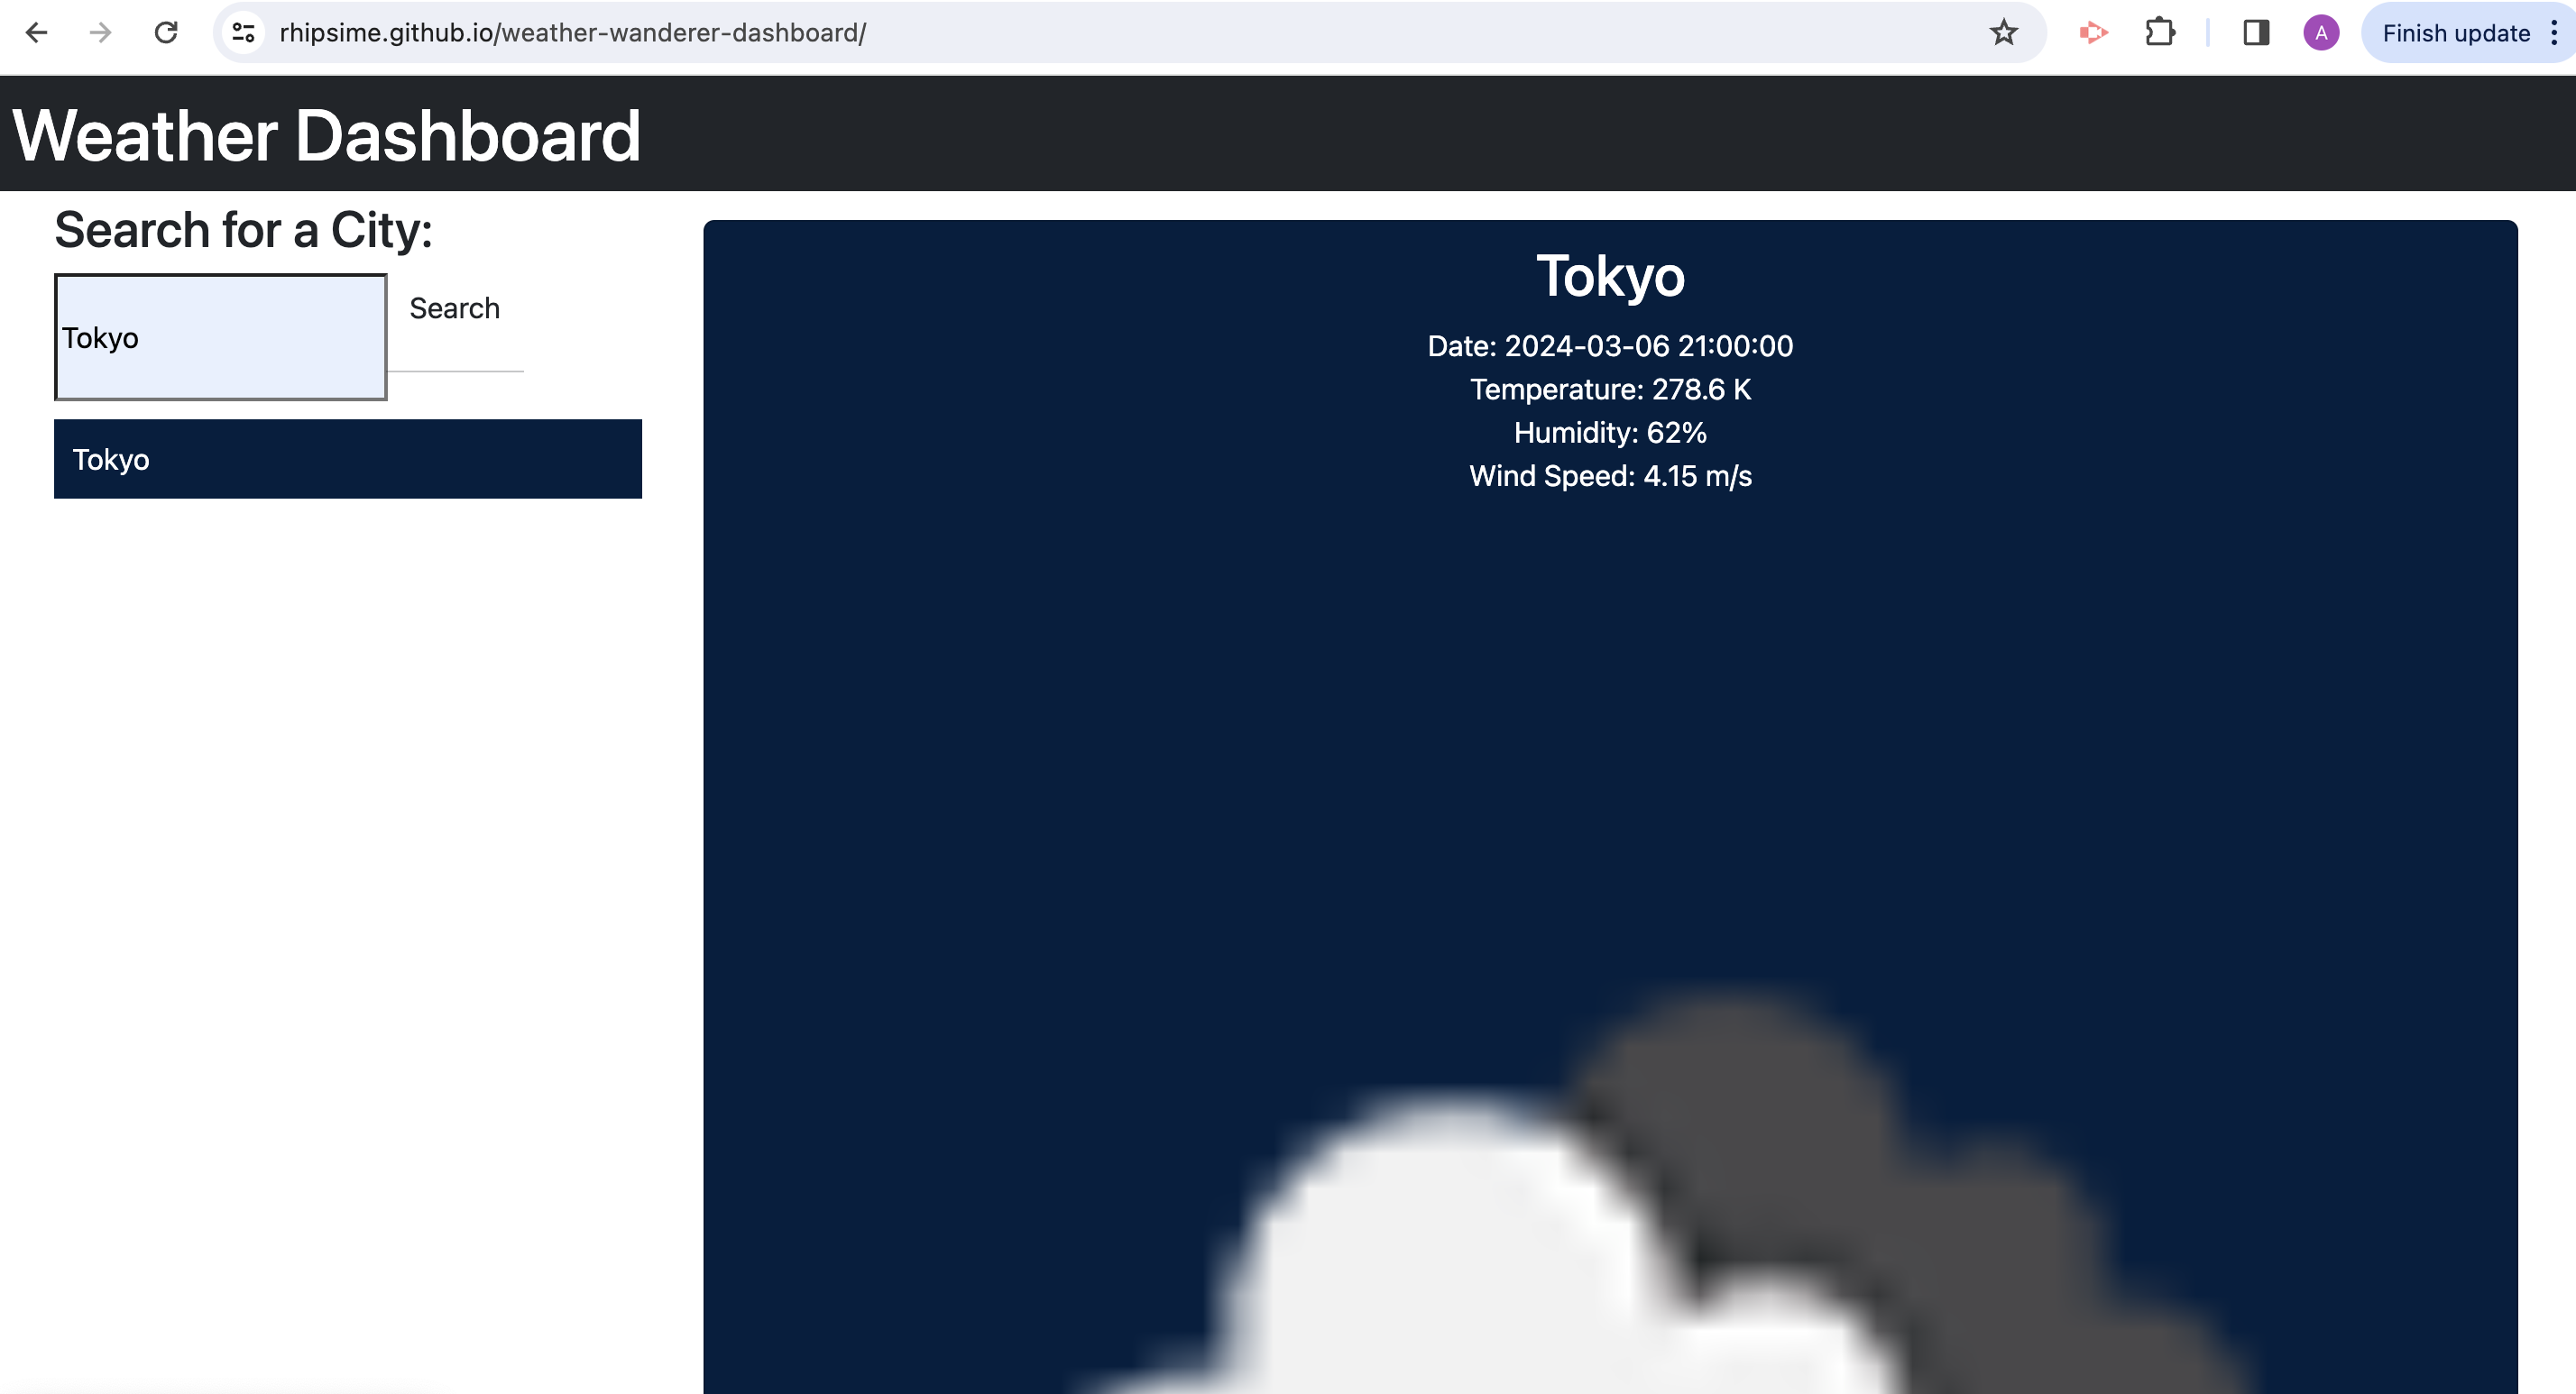 rhipsime.github.io/weather-wanderer-dashboard/
A
Finish update
Weather Dashboard
Search for a City:
Tokyo
Search
Tokyo
Tokyo
Date: 2024-03-06 21:00:00
Temperature: 278.6 K
Humidity: 62%
Wind Speed: 4.15 m/s